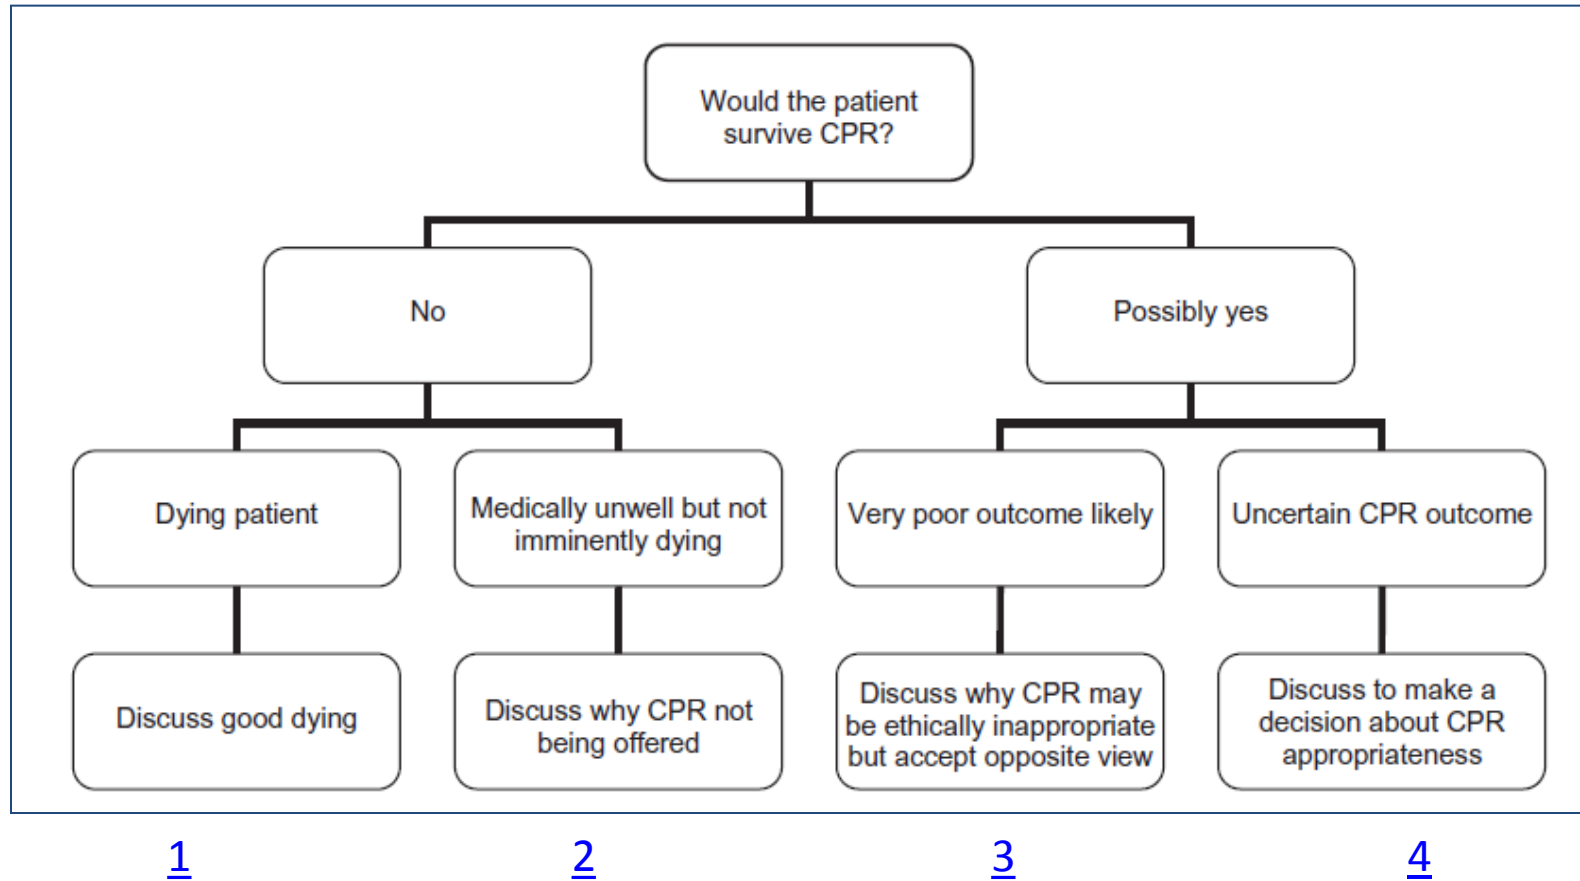 Would the patient
survive CPR?
No
Possibly yes
Dying patient
Medically unwell but not
imminently dying
Very poor outcome likely
Uncertain CPR outcome
Discuss good dying
Discuss why CPR not
being offered
Discuss why CPR may
be ethically inappropriate
but accept opposite view
Discuss to make a
decision about CPR
appropriateness
1
2
3
4